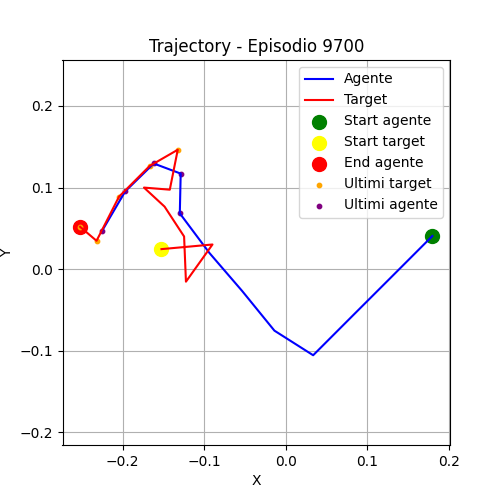 Trajectory - Episodio 9700
Agente
Target
Start agente
Start target
End agente
Ultimi target
Ultimi agente
Y
0.2
0.1
0.0
−0.1
−0.2
−0.2
−0.1
0.0
0.1
0.2
X